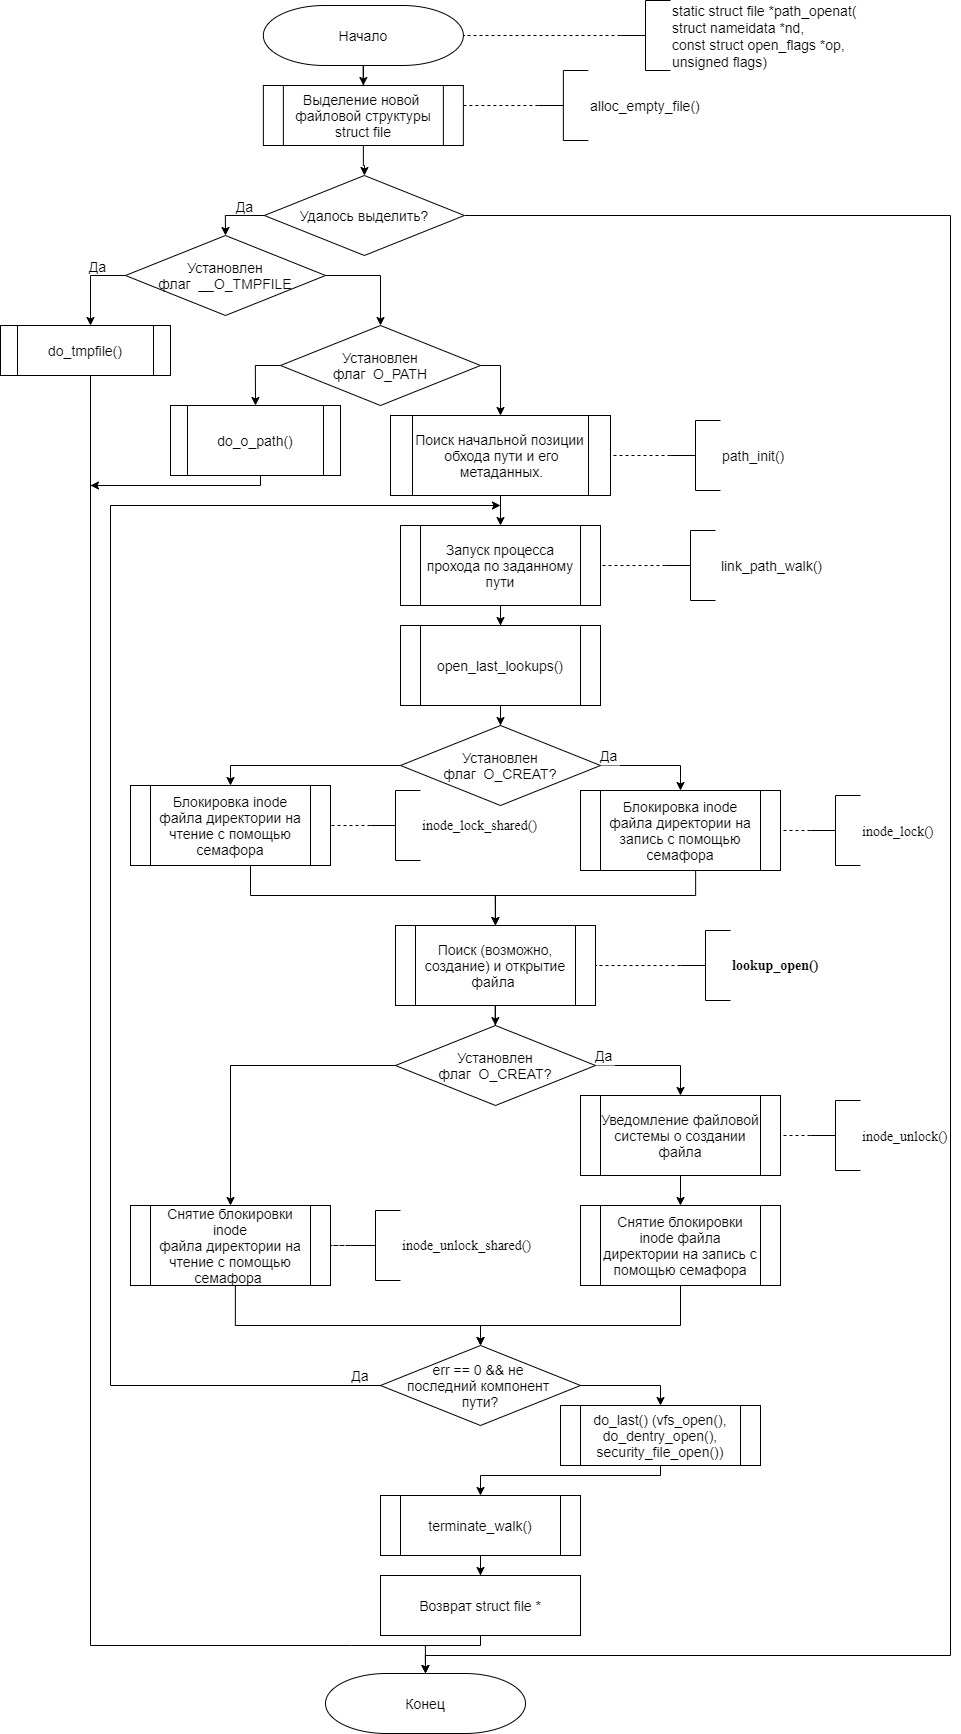 Начало
static struct file *path_openat(
struct nameidata *nd,
const struct open_flags *op,
unsigned flags)
Выделение новой
файловой структуры
struct file
alloc_empty_file()
Удалось выделить?
Да
Установлен
флаг __O_TMPFILE
Да
do_tmpfile()
Установлен
флаг O_PATH
do_o_path()
Поиск начальной позиции
обхода пути и его
метаданных.
path_init()
Запуск процесса
прохода по заданному
пути
link_path_walk()
open_last_lookups()
Установлен
флаг O_CREAT?
Да
Блокировка inode
файла директории на
чтение с помощью
семафора
inode_lock_shared()
Блокировка inode
файла директории на
запись с помощью
семафора
inode_lock()
Поиск (возможно,
создание) и открытие
файла
lookup_open()
Установлен
флаг O_CREAT?
Да
Уведомление файловой
системы о создании
файла
inode_unlock()
Снятие блокировки
inode
файла директории на
чтение с помощью
семафора
inode_unlock_shared()
Снятие блокировки
inode файла
директории на запись с
помощью семафора
err == 0 && не
последний компонент
пути?
Да
do_last() (vfs_open(),
do_dentry_open(),
security_file_open())
terminate_walk()
Возврат struct file *
Конец